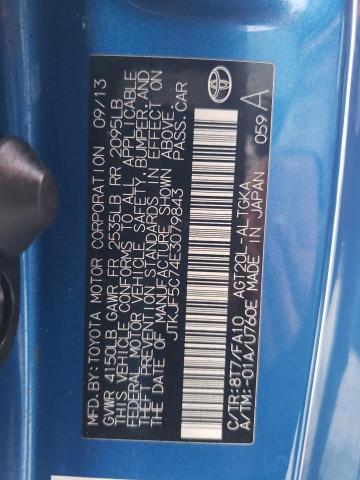 MFD.BY:TOYOTA MOTOR CORPORATION 09/13
GVWR 4150LB GAWR FR 2535LB RR 2095LB
THIS VEHICLE CONFORMS TO ALL APPLICABLE
FEDERAL MOTOR VEHICLE SAFETY,BUMPER,AND
THEFT PREVENTION STANDARDS IN EFFECT ON
THE DATE OF MANUFACTURE SHOWN ABOVE.
JTKJF5C74E3079843 PASS.CAR
C/TR:8T7/FA10 AGT20L-ALTGKA
A/TM:-01A/U760E MADE IN JAPAN
059 A